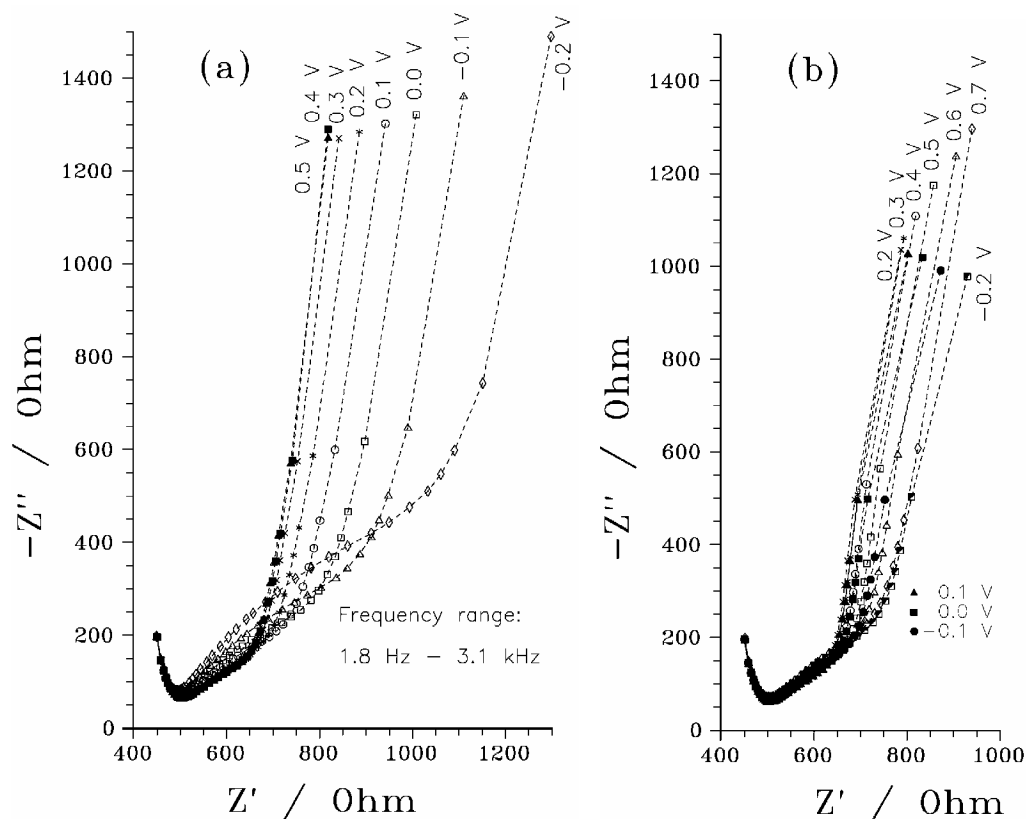 (a)
0.5 V
0.4 V
0.3 V
0.2 V
0.1 V
0.0 V
-0.1 V
-0.2 V
1400
1200
1000
800
600
400
200
0
-Z'' / Ohm
Frequency range:
1.8 Hz - 3.1 kHz
400
600
800
1000
1200
Z' / Ohm
(b)
0.2 V
0.3 V
0.4 V
0.5 V
0.6 V
0.7 V
-0.2 V
1400
1200
1000
800
600
400
200
0
-Z'' / Ohm
0.1 V
0.0 V
-0.1 V
400
600
800
1000
Z' / Ohm